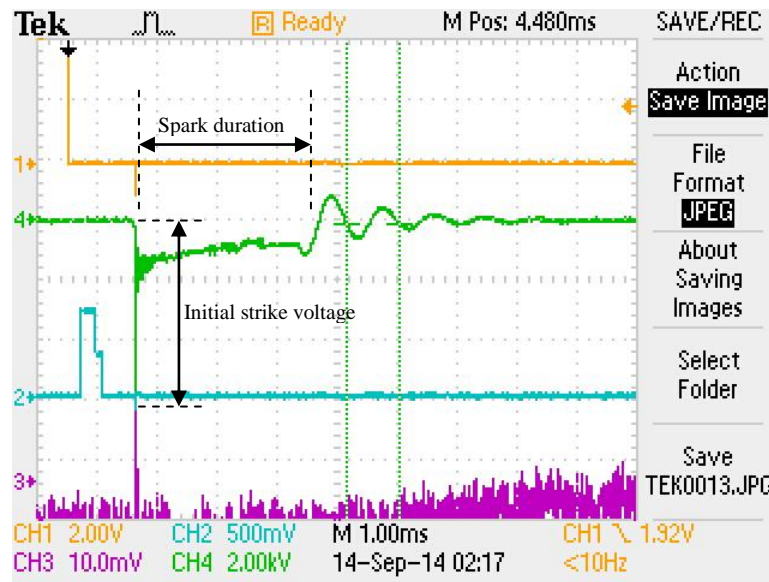 Tek Ready M Pos: 4.480ms SAVE/REC
Action
Save Image
Spark duration
1
File
Format
JPEG
4
About
Saving
Images
Initial strike voltage
Select
Folder
2
Save
3
TEK0013.JPG
CH1 2.00V CH2 500mV M 1.00ms CH1 1.92V
CH3 10.0mV CH4 2.00kV 14-Sep-14 02:17 <10Hz